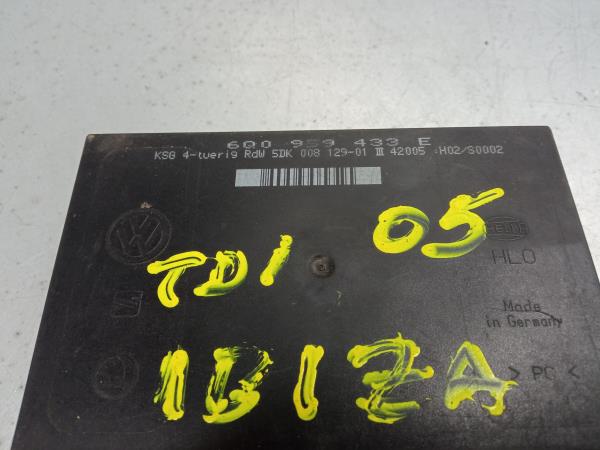 6Q0 959 433 E
KSG 4-tuerig RdW 5DK 008 129-01 III 42005 :H02/S0002
TDI 05
HELLA
HLO
Made
in Germany
IBIZA
> PC <